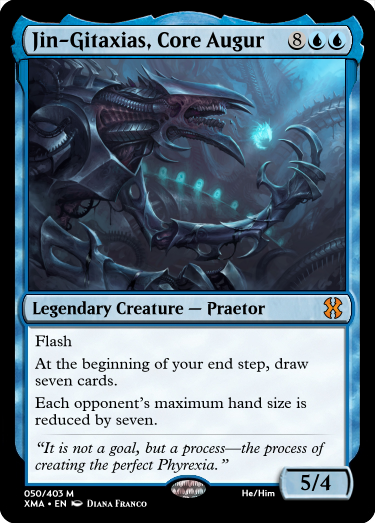 Jin-Gitaxias, Core Augur 8
Legendary Creature — Praetor
Flash
At the beginning of your end step, draw
seven cards.
Each opponent's maximum hand size is
reduced by seven.
“It is not a goal, but a process—the process of
creating the perfect Phyrexia.”
5/4
050/403 M He/Him
XMA • EN Diana Franco